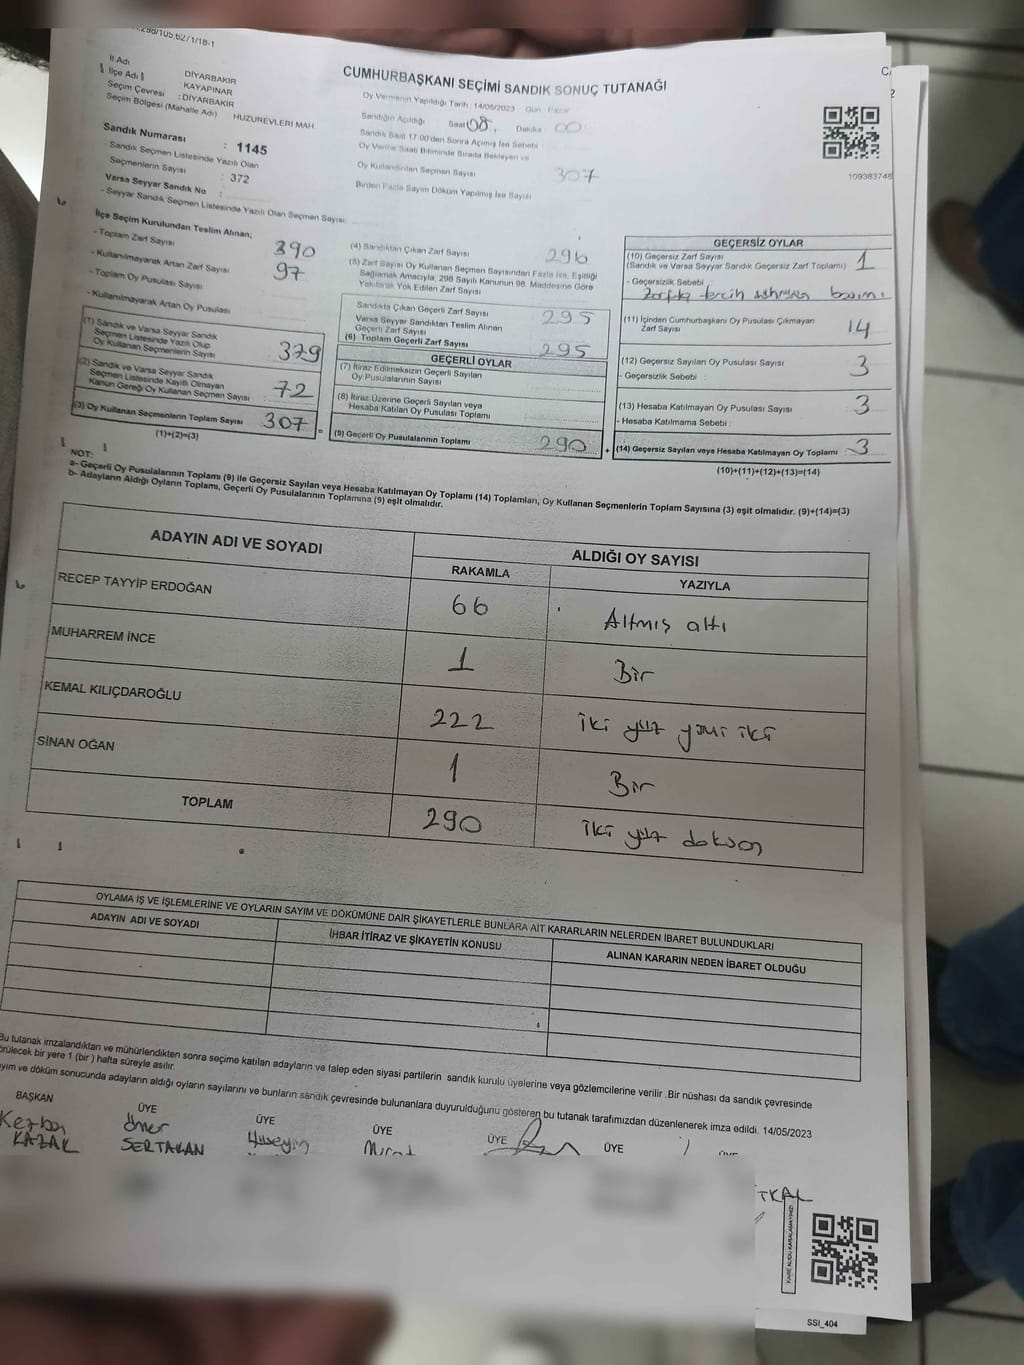 .298/105.62/1/18-1
CUMHURBAŞKANI SEÇİMİ SANDIK SONUÇ TUTANAĞI
İl Adı DİYARBAKIR
İlçe Adı KAYAPINAR
Seçim Çevresi : DİYARBAKIR
Seçim Bölgesi (Mahalle Adı) HUZUREVLERİ MAH
Sandık Numarası : 1145
- Sandık Seçmen Listesinde Yazılı Olan
Seçmenlerin Sayısı : 372
Varsa Seyyar Sandık No :
- Seyyar Sandık Seçmen Listesinde Yazılı Olan Seçmen Sayısı:
Oy Vermenin Yapıldığı Tarih : 14/05/2023 Gün : Pazar
Sandığın Açıldığı Saat 08 Dakika 00
Sandık Saat 17.00'den Sonra Açılmış İse Sebebi :
Oy Verme Saati Bitiminde Sırada Bekleyen ve
Oy Kullandırılan Seçmen Sayısı 307
Birden Fazla Sayım Döküm Yapılmış İse Sayısı
109383748
İlçe Seçim Kurulundan Teslim Alınan;
- Toplam Zarf Sayısı 390
- Kullanılmayarak Artan Zarf Sayısı 97
- Toplam Oy Pusulası Sayısı
- Kullanılmayarak Artan Oy Pusulası
(1) Sandık ve Varsa Seyyar Sandık
Seçmen Listesinde Yazılı Olup
Oy Kullanan Seçmenlerin Sayısı 379
(2) Sandık ve Varsa Seyyar Sandık
Seçmen Listesinde Kayıtlı Olmayan
Kanun Gereği Oy Kullanan Seçmen Sayısı 72
(3) Oy Kullanan Seçmenlerin Toplam Sayısı 307
(1)+(2)=(3)
(4) Sandıktan Çıkan Zarf Sayısı 296
(5) Zarf Sayısı Oy Kullanan Seçmen Sayısından Fazla ise, Eşitliği
Sağlamak Amacıyla; 298 Sayılı Kanunun 98. Maddesine Göre
Yakılarak Yok Edilen Zarf Sayısı
Sandıkta Çıkan Geçerli Zarf Sayısı 295
Varsa Seyyar Sandıktan Teslim Alınan
Geçerli Zarf Sayısı
(6) Toplam Geçerli Zarf Sayısı 295
GEÇERLİ OYLAR
(7) İtiraz Edilmeksizin Geçerli Sayılan
Oy Pusulalarının Sayısı
(8) İtiraz Üzerine Geçerli Sayılan veya
Hesaba Katılan Oy Pusulası Toplamı
(9) Geçerli Oy Pusulalarının Toplamı 290
GEÇERSİZ OYLAR
(10) Geçersiz Zarf Sayısı 1
(Sandık ve Varsa Seyyar Sandık Geçersiz Zarf Toplamı)
- Geçersizlik Sebebi
(11) İçinden Cumhurbaşkanı Oy Pusulası Çıkmayan
Zarf Sayısı 14
(12) Geçersiz Sayılan Oy Pusulası Sayısı 3
- Geçersizlik Sebebi :
(13) Hesaba Katılmayan Oy Pusulası Sayısı 3
- Hesaba Katılmama Sebebi :
(14) Geçersiz Sayılan veya Hesaba Katılmayan Oy Toplamı : 3
(10)+(11)+(12)+(13)=(14)
NOT:
a- Geçerli Oy Pusulalarının Toplamı (9) ile Geçersiz Sayılan veya Hesaba Katılmayan Oy Toplamı (14) Toplamları, Oy Kullanan Seçmenlerin Toplam Sayısına (3) eşit olmalıdır. (9)+(14)=(3)
b- Adayların Aldığı Oyların Toplamı, Geçerli Oy Pusulalarının Toplamına (9) eşit olmalıdır.
ADAYIN ADI VE SOYADI ALDIĞI OY SAYISI
RAKAMLA YAZIYLA
RECEP TAYYİP ERDOĞAN 66 Altmış altı
MUHARREM İNCE 1 Bir
KEMAL KILIÇDAROĞLU 222 iki yüz yirmi iki
SİNAN OĞAN 1 Bir
TOPLAM 290 iki yüz doksan
OYLAMA İŞ VE İŞLEMLERİNE VE OYLARIN SAYIM VE DÖKÜMÜNE DAİR ŞİKAYETLERLE BUNLARA AİT KARARLARIN NELERDEN İBARET BULUNDUKLARI
ADAYIN ADI VE SOYADI İHBAR İTİRAZ VE ŞİKAYETİN KONUSU ALINAN KARARIN NEDEN İBARET OLDUĞU
Bu tutanak imzalandıktan ve mühürlendikten sonra seçime katılan adayların ve talep eden siyasi partilerin sandık kurulu üyelerine veya gözlemcilerine verilir .Bir nüshası da sandık çevresinde
örülecek bir yere 1 (bir ) hafta süreyle asılır.
yım ve döküm sonucunda adayların aldığı oyların sayılarını ve bunların sandık çevresinde bulunanlara duyurulduğunu gösteren bu tutanak tarafımızdan düzenlenerek imza edildi. 14/05/2023
BAŞKAN ÜYE ÜYE ÜYE ÜYE ÜYE
Kezban Ömer Hüseyin Murat
KAZAK SERTAKAN
TKAL
KARE KODU KARALAMAYINIZ!
SSI_404